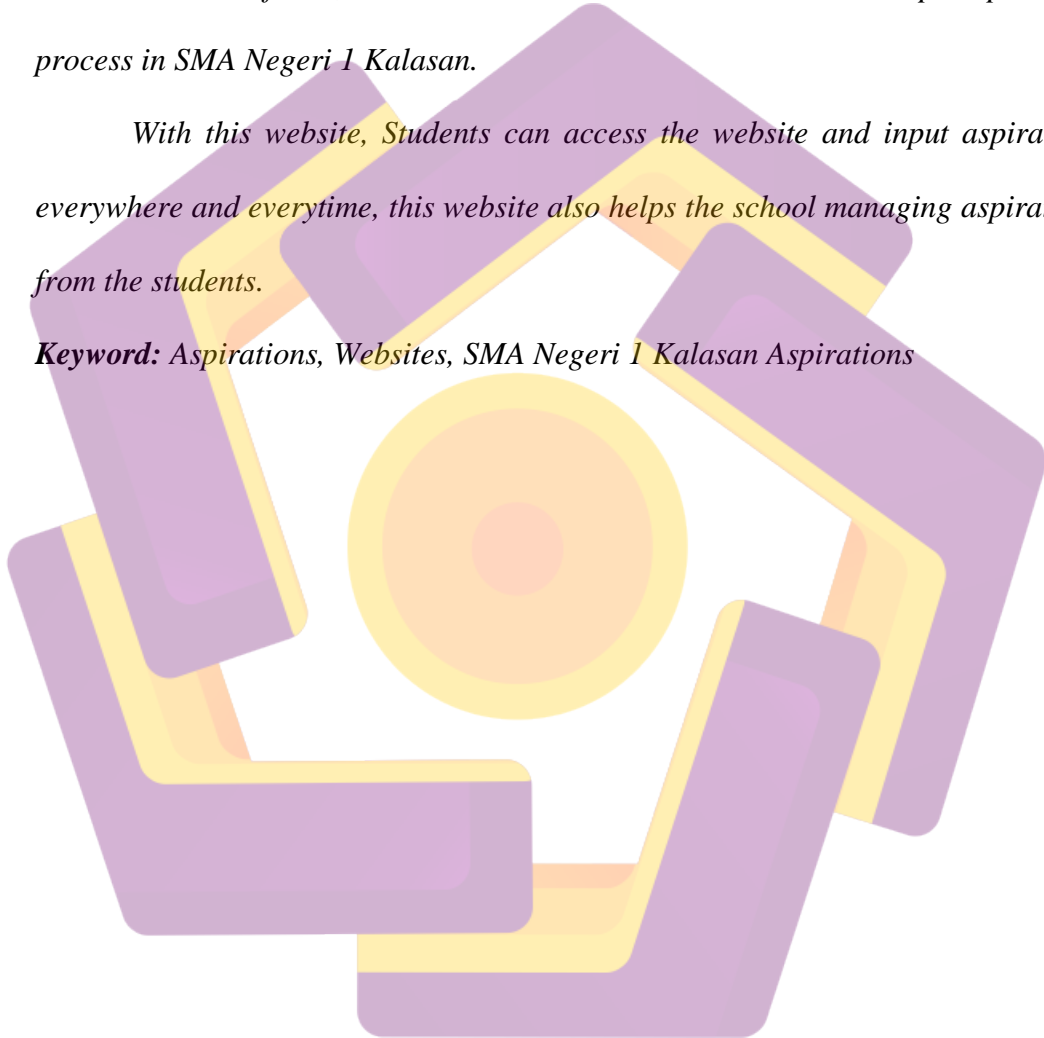 process in SMA Negeri 1 Kalasan.
With this website, Students can access the website and input aspira
everywhere and everytime, this website also helps the school managing aspira
from the students.
Keyword: Aspirations, Websites, SMA Negeri 1 Kalasan Aspirations